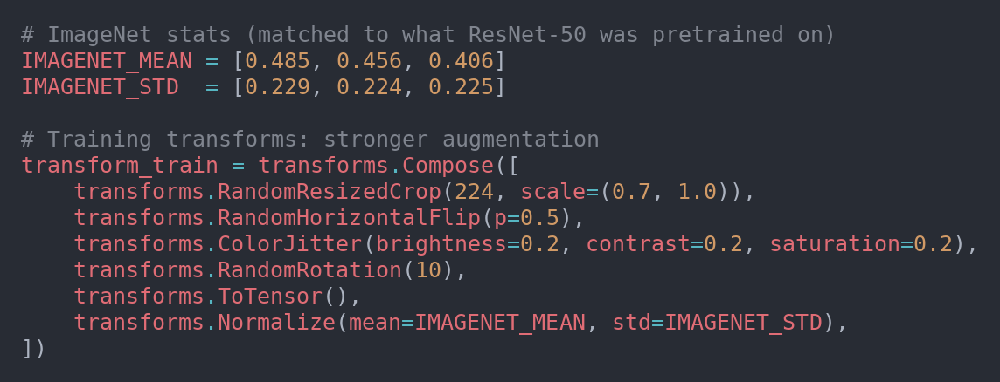 # ImageNet stats (matched to what ResNet-50 was pretrained on)
IMAGENET_MEAN = [0.485, 0.456, 0.406]
IMAGENET_STD  = [0.229, 0.224, 0.225]

# Training transforms: stronger augmentation
transform_train = transforms.Compose([
    transforms.RandomResizedCrop(224, scale=(0.7, 1.0)),
    transforms.RandomHorizontalFlip(p=0.5),
    transforms.ColorJitter(brightness=0.2, contrast=0.2, saturation=0.2),
    transforms.RandomRotation(10),
    transforms.ToTensor(),
    transforms.Normalize(mean=IMAGENET_MEAN, std=IMAGENET_STD),
])